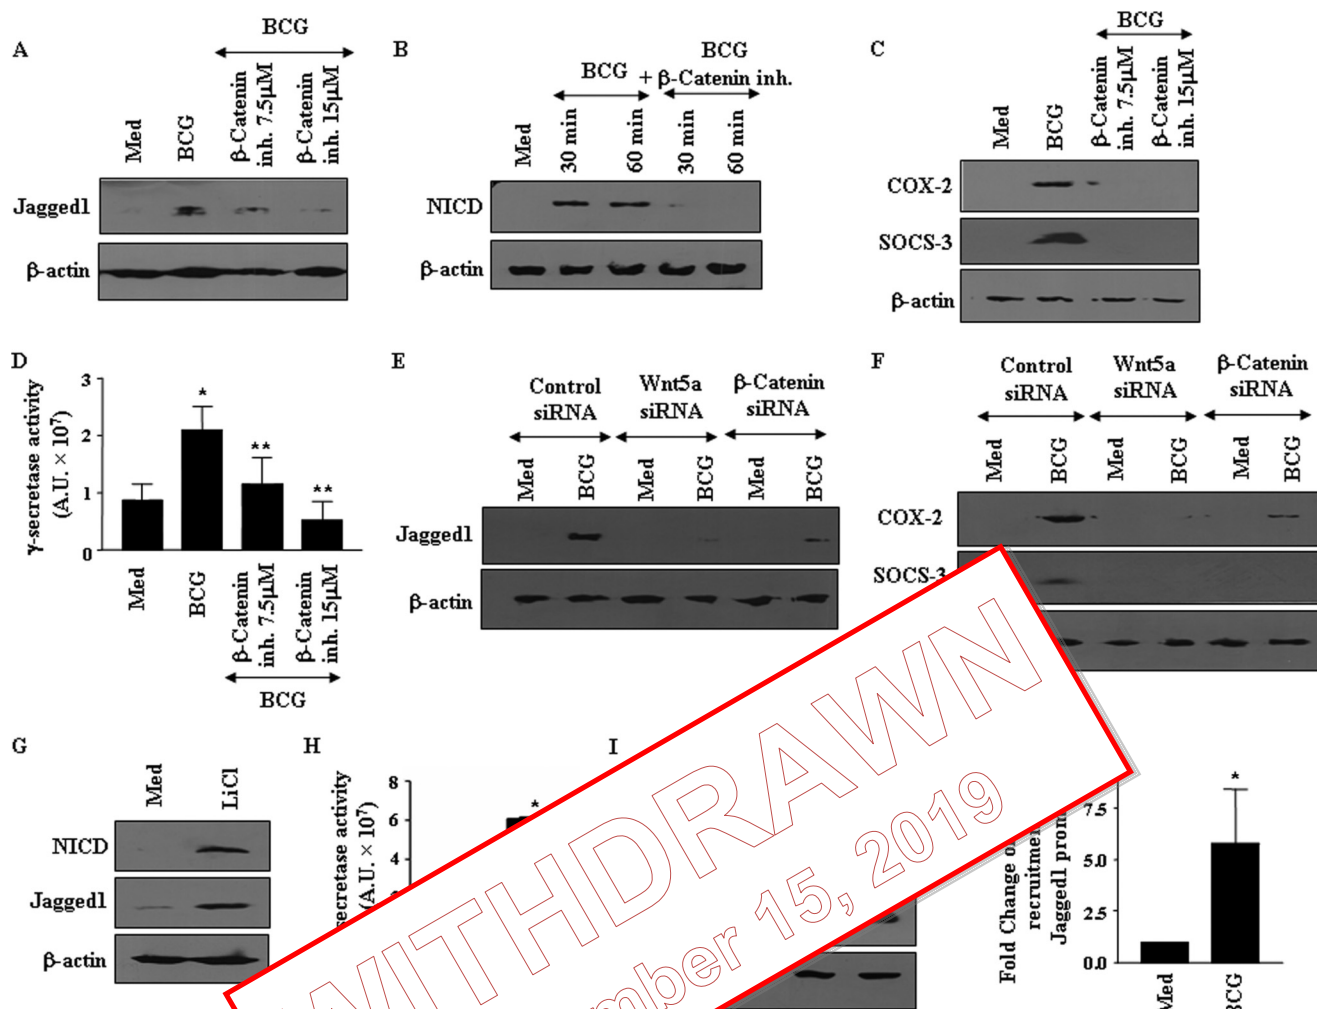 A
BCG
Med
BCG
β-Catenin
inh. 7.5μM
β-Catenin
inh. 15μM
Jagged1
β-actin
B
BCG
BCG
+ β-Catenin inh.
Med
30 min
60 min
30 min
60 min
NICD
β-actin
C
BCG
Med
BCG
β-Catenin
inh. 7.5μM
β-Catenin
inh. 15μM
COX-2
SOCS-3
β-actin
D
γ-secretase activity
(A.U. × 10⁷)
3
2
1
0
*
**
**
Med
BCG
β-Catenin
inh. 7.5μM
β-Catenin
inh. 15μM
BCG
E
Control
siRNA
Wnt5a
siRNA
β-Catenin
siRNA
Med
BCG
Med
BCG
Med
BCG
Jagged1
β-actin
F
Control
siRNA
Wnt5a
siRNA
β-Catenin
siRNA
Med
BCG
Med
BCG
Med
BCG
COX-2
SOCS-3
G
Med
LiCl
NICD
Jagged1
β-actin
H
secretase activity
(A.U. × 10⁷)
8
6
4
*
I
Fold Change
recruitmen
Jagged1 prom
7.5
5.0
2.5
0.0
*
Med
BCG
WITHDRAWN
mber 15, 2019